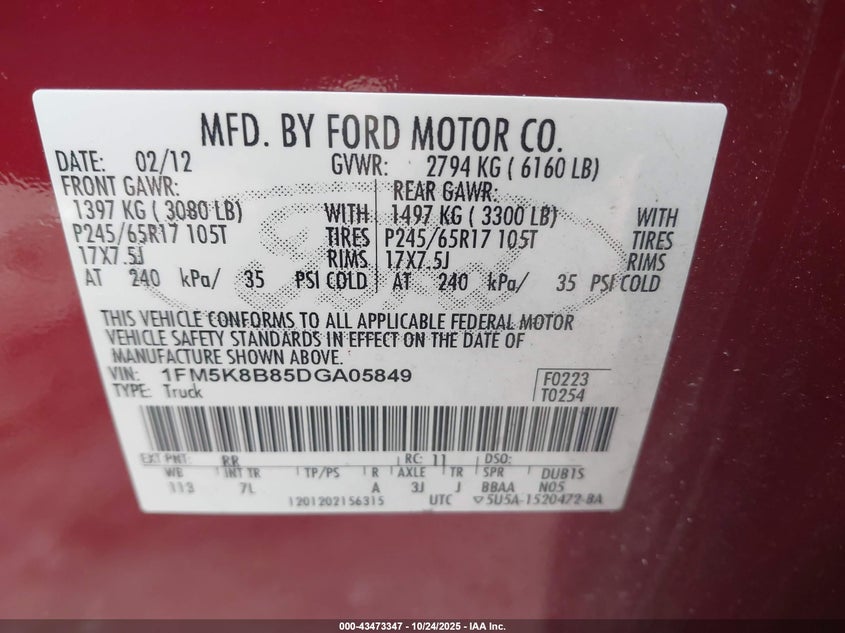 MFD. BY FORD MOTOR CO.
DATE: 02/12 GVWR: 2794 KG ( 6160 LB)
FRONT GAWR: REAR GAWR:
1397 KG ( 3080 LB) WITH 1497 KG ( 3300 LB) WITH
P245/65R17 105T TIRES P245/65R17 105T TIRES
17X7.5J RIMS 17X7.5J RIMS
AT 240 kPa/ 35 PSI COLD AT 240 kPa/ 35 PSI COLD
THIS VEHICLE CONFORMS TO ALL APPLICABLE FEDERAL MOTOR
VEHICLE SAFETY STANDARDS IN EFFECT ON THE DATE OF
MANUFACTURE SHOWN ABOVE.
VIN: 1FM5K8B85DGA05849 F0223
TYPE: Truck T0254
EXT PNT: RR RC: 11 DSO:
WB INT TR TP/PS R AXLE TR SPR DUB1S
113 7L A 3J J BBAA N05
1201202156315 UTC ▽5U5A-1520472-BA
000-43473347 | 10/24/2025 - IAA Inc.